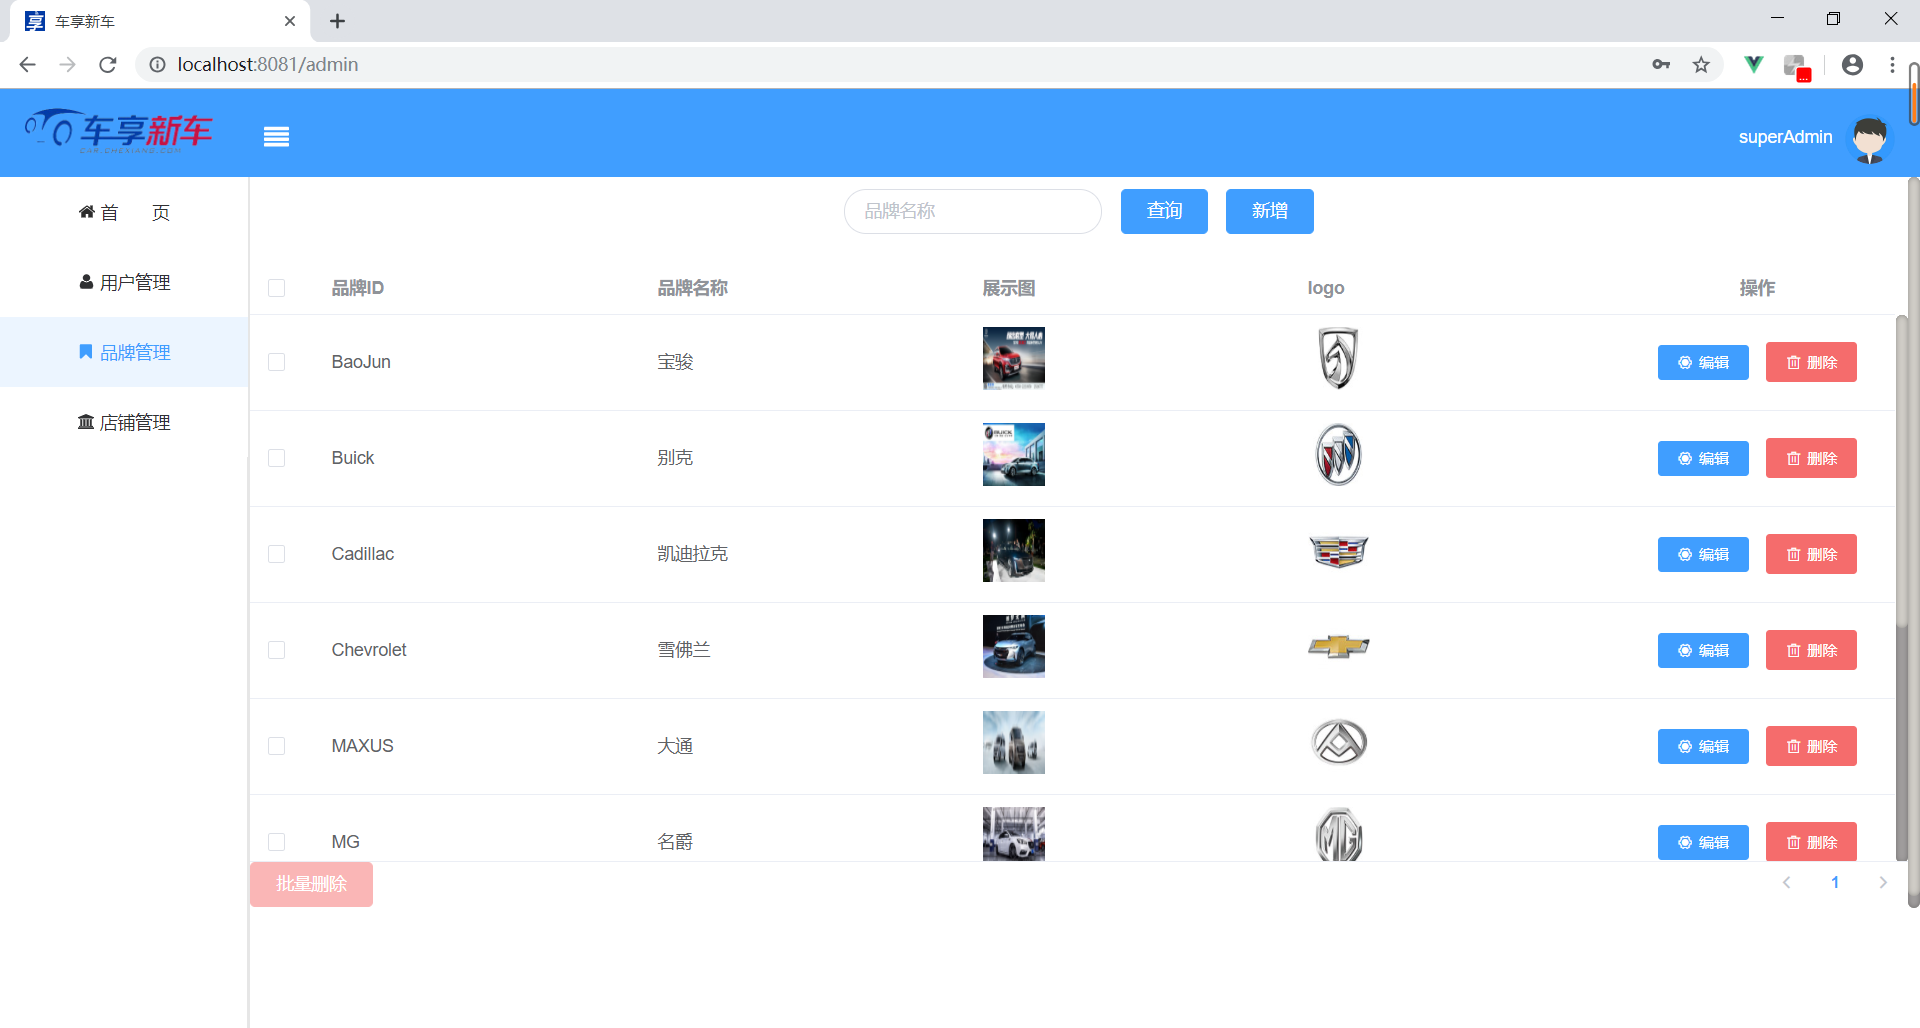 享 车享新车
localhost:8081/admin
车享新车
CAR.CHEXIANG.COM
superAdmin
首 页
用户管理
品牌管理
店铺管理
品牌名称 查询 新增
品牌ID 品牌名称 展示图 logo 操作
BaoJun 宝骏 编辑 删除
Buick 别克 编辑 删除
Cadillac 凯迪拉克 编辑 删除
Chevrolet 雪佛兰 编辑 删除
MAXUS 大通 编辑 删除
MG 名爵 MG 编辑 删除
批量删除 1